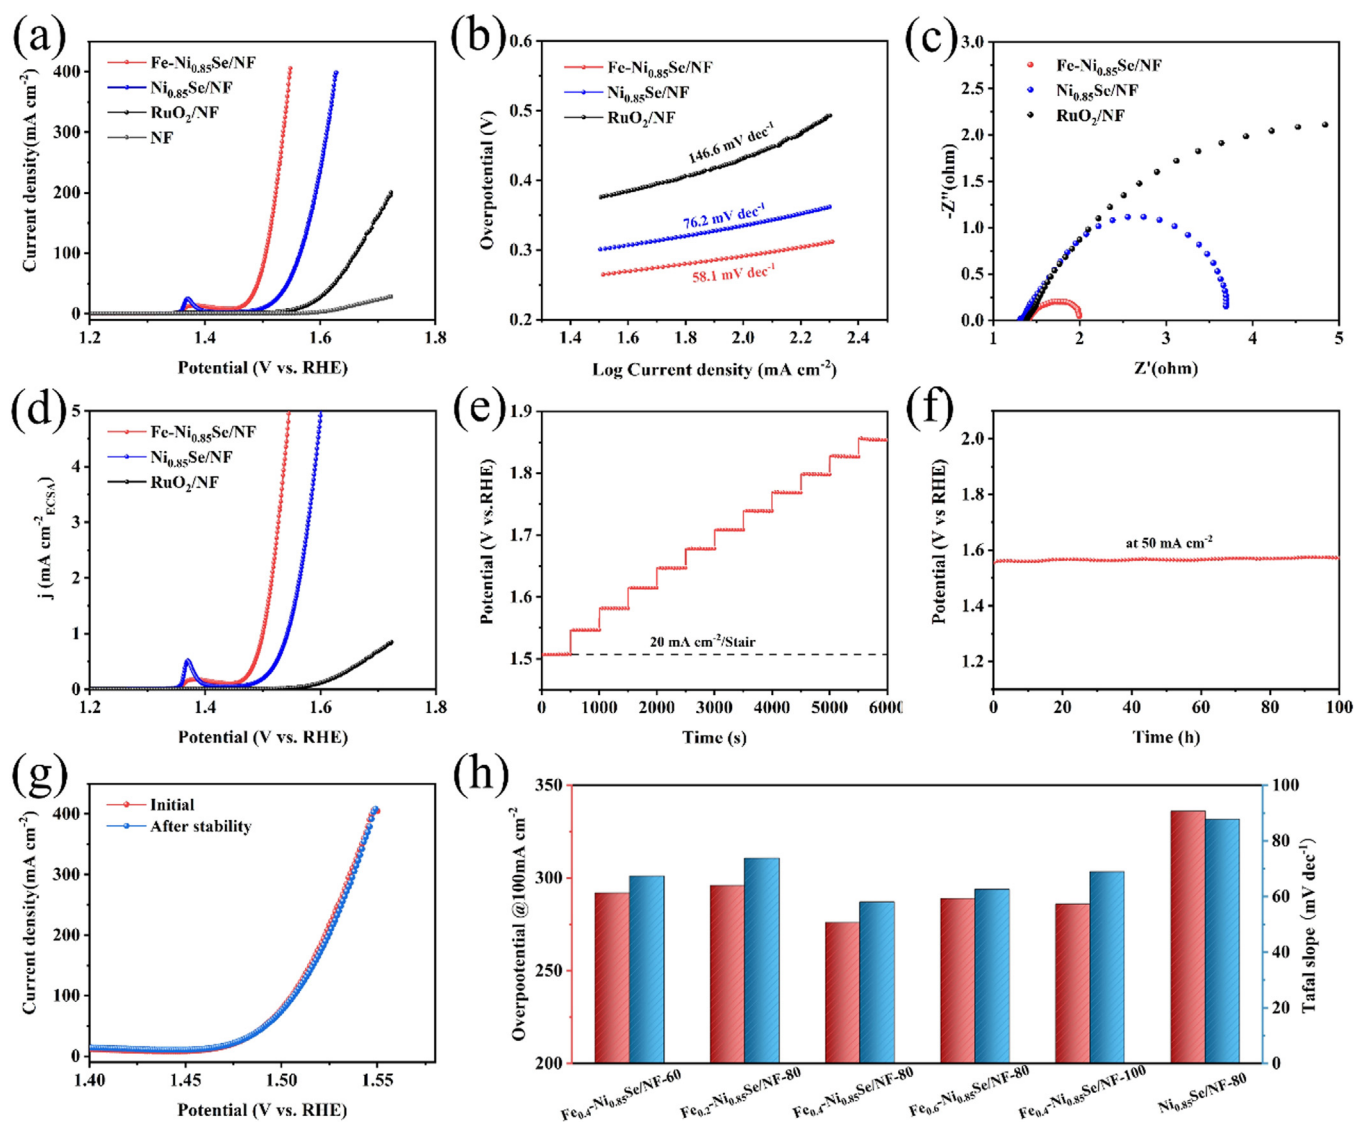 (a)
Current density(mA cm⁻²)
400
300
200
100
0
Fe-Ni₀.₈₅Se/NF
Ni₀.₈₅Se/NF
RuO₂/NF
NF
1.2 1.4 1.6 1.8
Potential (V vs. RHE)
(b)
Overpotential (V)
0.6
0.5
0.4
0.3
0.2
Fe-Ni₀.₈₅Se/NF
Ni₀.₈₅Se/NF
RuO₂/NF
146.6 mV dec⁻¹
76.2 mV dec⁻¹
58.1 mV dec⁻¹
1.5 1.8 2.1 2.4
Log Current density (mA cm⁻²)
(c)
-Z''(ohm)
-3.0
2.5
2.0
1.5
1.0
0.5
0.0
Fe-Ni₀.₈₅Se/NF
Ni₀.₈₅Se/NF
RuO₂/NF
1 2 3 4 5
Z'(ohm)
(d)
j (mA cm⁻²ECSA)
5
4
3
2
1
0
Fe-Ni₀.₈₅Se/NF
Ni₀.₈₅Se/NF
RuO₂/NF
1.2 1.4 1.6 1.8
Potential (V vs. RHE)
(e)
Potential (V vs.RHE)
1.9
1.8
1.7
1.6
1.5
20 mA cm⁻²/Stair
0 1000 2000 3000 4000 5000 6000
Time (s)
(f)
Potential (V vs RHE)
2.0
1.8
1.6
1.4
1.2
at 50 mA cm⁻²
0 20 40 60 80 100
Time (h)
(g)
Current density(mA cm⁻²)
400
300
200
100
0
Initial
After stability
1.40 1.45 1.50 1.55
Potential (V vs. RHE)
(h)
Overpootential @100mA cm⁻²
350
300
250
200
100
80
60
40
20
0
Tafal slope (mV dec⁻¹)
Fe₀.₄-Ni₀.₈₅Se/NF-60
Fe₀.₂-Ni₀.₈₅Se/NF-80
Fe₀.₄-Ni₀.₈₅Se/NF-80
Fe₀.₆-Ni₀.₈₅Se/NF-80
Fe₀.₄-Ni₀.₈₅Se/NF-100
Ni₀.₈₅Se/NF-80